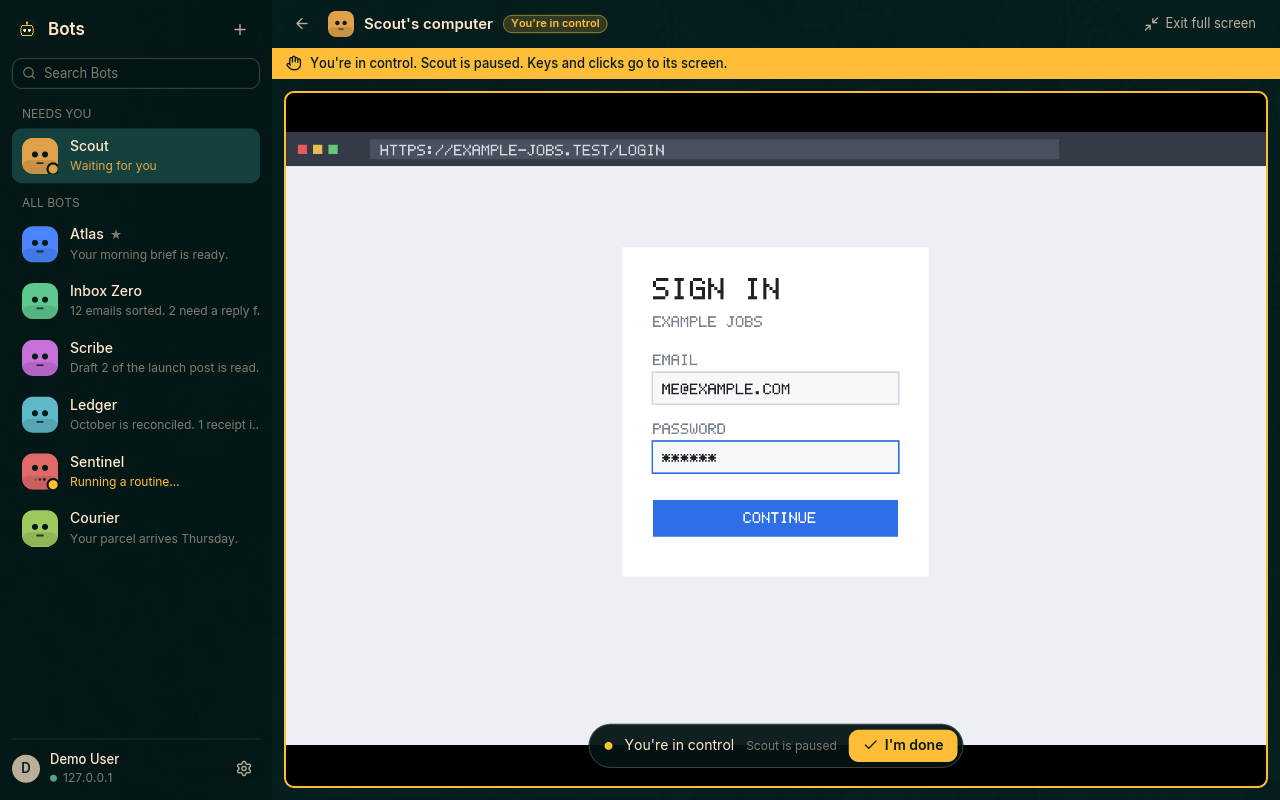 Bots
Search Bots
NEEDS YOU
Scout
Waiting for you
ALL BOTS
Atlas ★
Your morning brief is ready.
Inbox Zero
12 emails sorted. 2 need a reply f.
Scribe
Draft 2 of the launch post is read.
Ledger
October is reconciled. 1 receipt i..
Sentinel
Running a routine...
Courier
Your parcel arrives Thursday.
D
Demo User
127.0.0.1
Scout's computer
You're in control
Exit full screen
You're in control. Scout is paused. Keys and clicks go to its screen.
HTTPS://EXAMPLE-JOBS.TEST/LOGIN
SIGN IN
EXAMPLE JOBS
EMAIL
ME@EXAMPLE.COM
PASSWORD
******
CONTINUE
You're in control
Scout is paused
I'm done